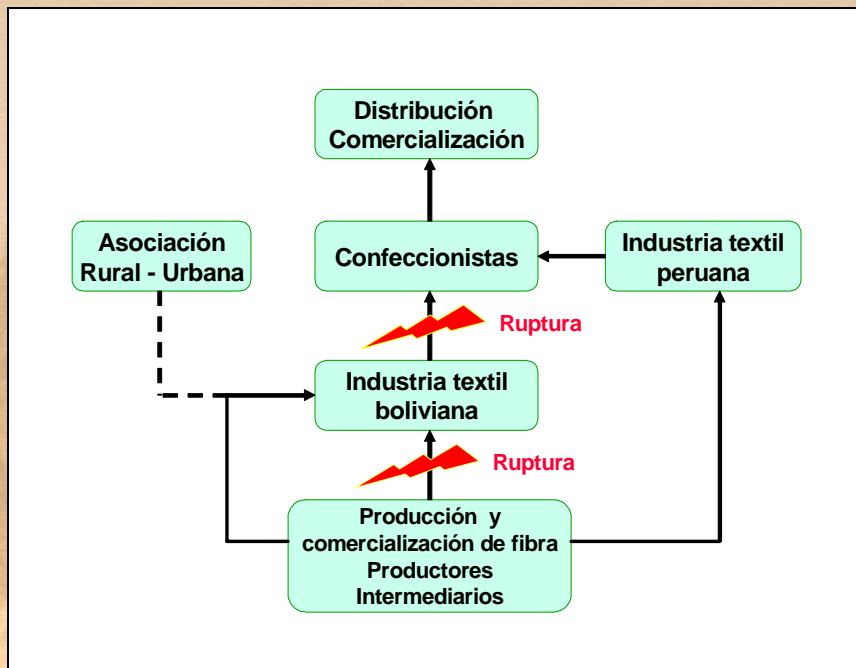 Distribución
Comercialización
Asociación
Rural - Urbana
Confeccionistas
Industria textil
peruana
Ruptura
Industria textil
boliviana
Ruptura
Producción y
comercialización de fibra
Productores
Intermediarios